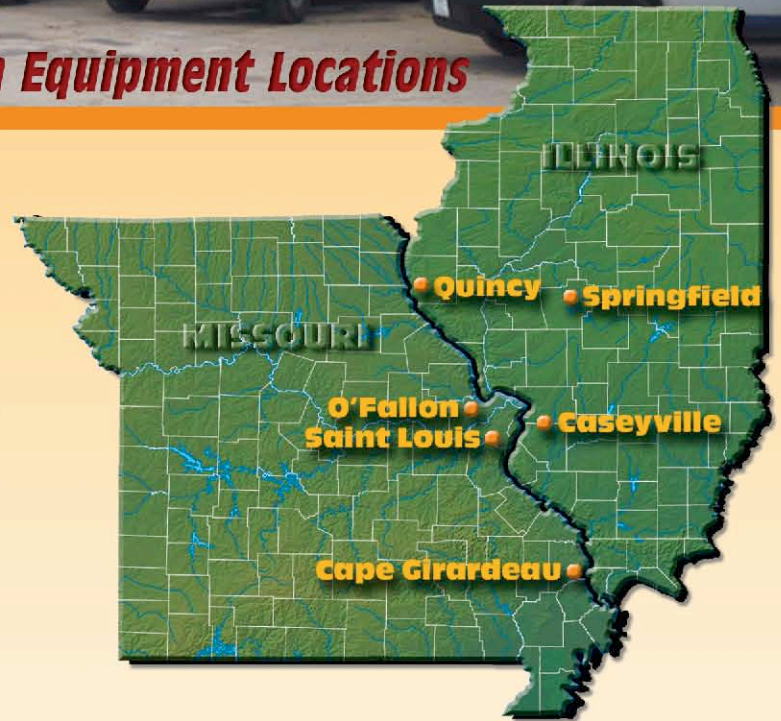 Equipment Locations
ILLINOIS
Quincy
Springfield
MISSOURI
O'Fallon
Caseyville
Saint Louis
Cape Girardeau